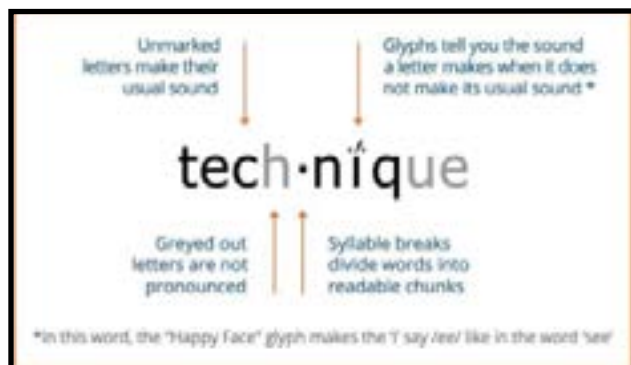 Unmarked
letters make their
usual sound
Glyphs tell you the sound
a letter makes when it does
not make its usual sound *
tech·nique
Greyed out
letters are not
pronounced
Syllable breaks
divide words into
readable chunks
*In this word, the "Happy Face" glyph makes the 'i' say /ee/ like in the word 'see'